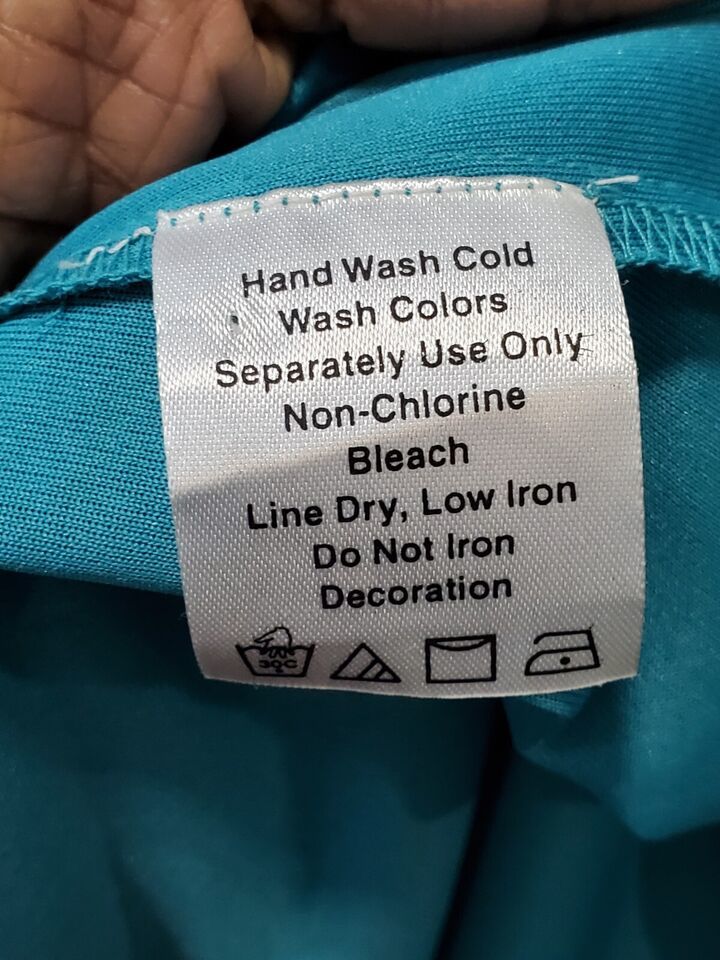 Hand Wash Cold
Wash Colors
Separately Use Only
Non-Chlorine
Bleach
Line Dry, Low Iron
Do Not Iron
Decoration
30C